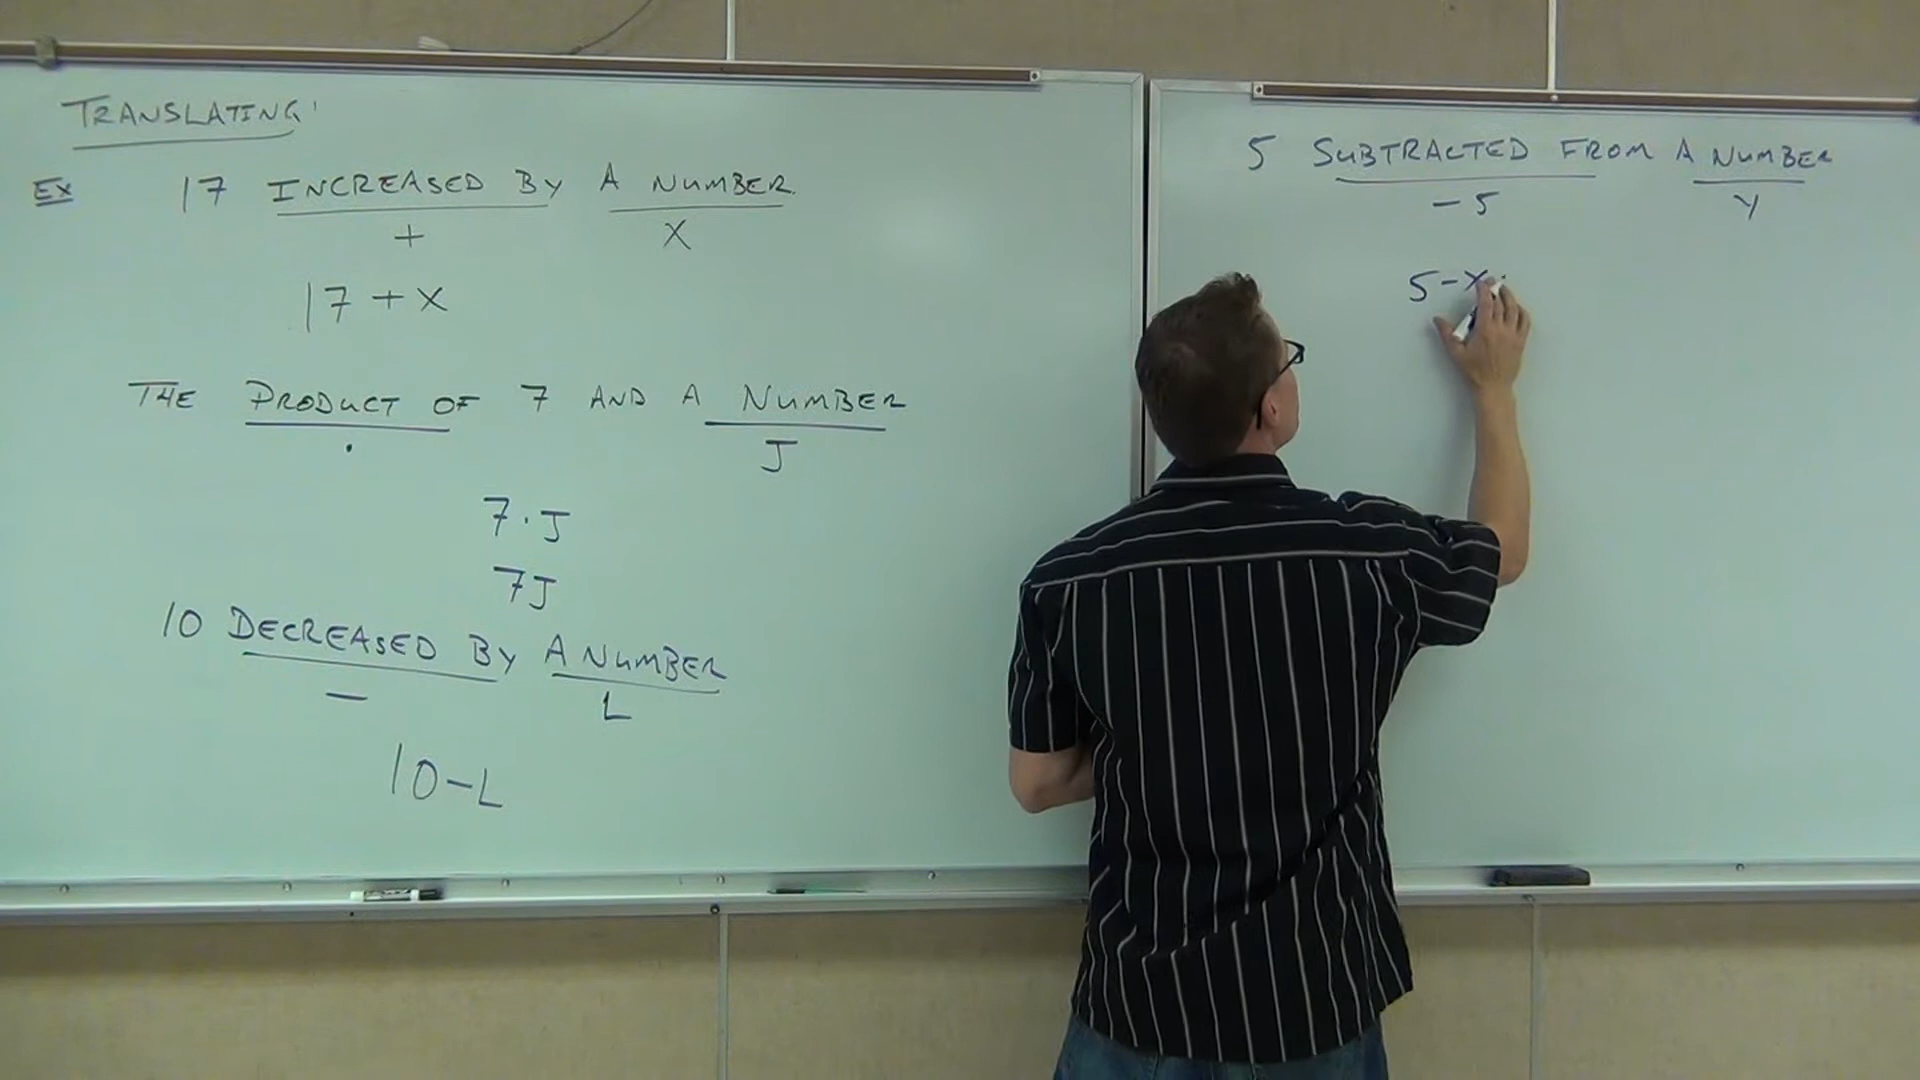 TRANSLATING:
EX 17 INCREASED BY A NUMBER.
+ X
17 + X
THE PRODUCT OF 7 AND A NUMBER
· J
7 · J
7J
10 DECREASED BY A NUMBER
— L
10 - L
5 SUBTRACTED FROM A NUMBER
- 5 Y
5 -